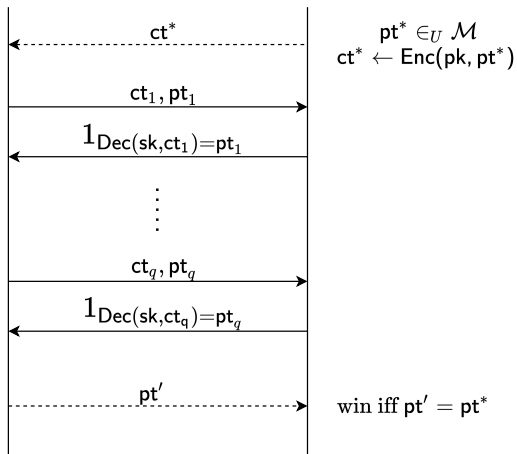 ct* pt* ∈_U ℳ
ct* ← Enc(pk, pt*)
ct₁, pt₁
1_{Dec(sk,ct₁)=pt₁}
⋮
ct_q, pt_q
1_{Dec(sk,ct_q)=pt_q}
pt′ win iff pt′ = pt*